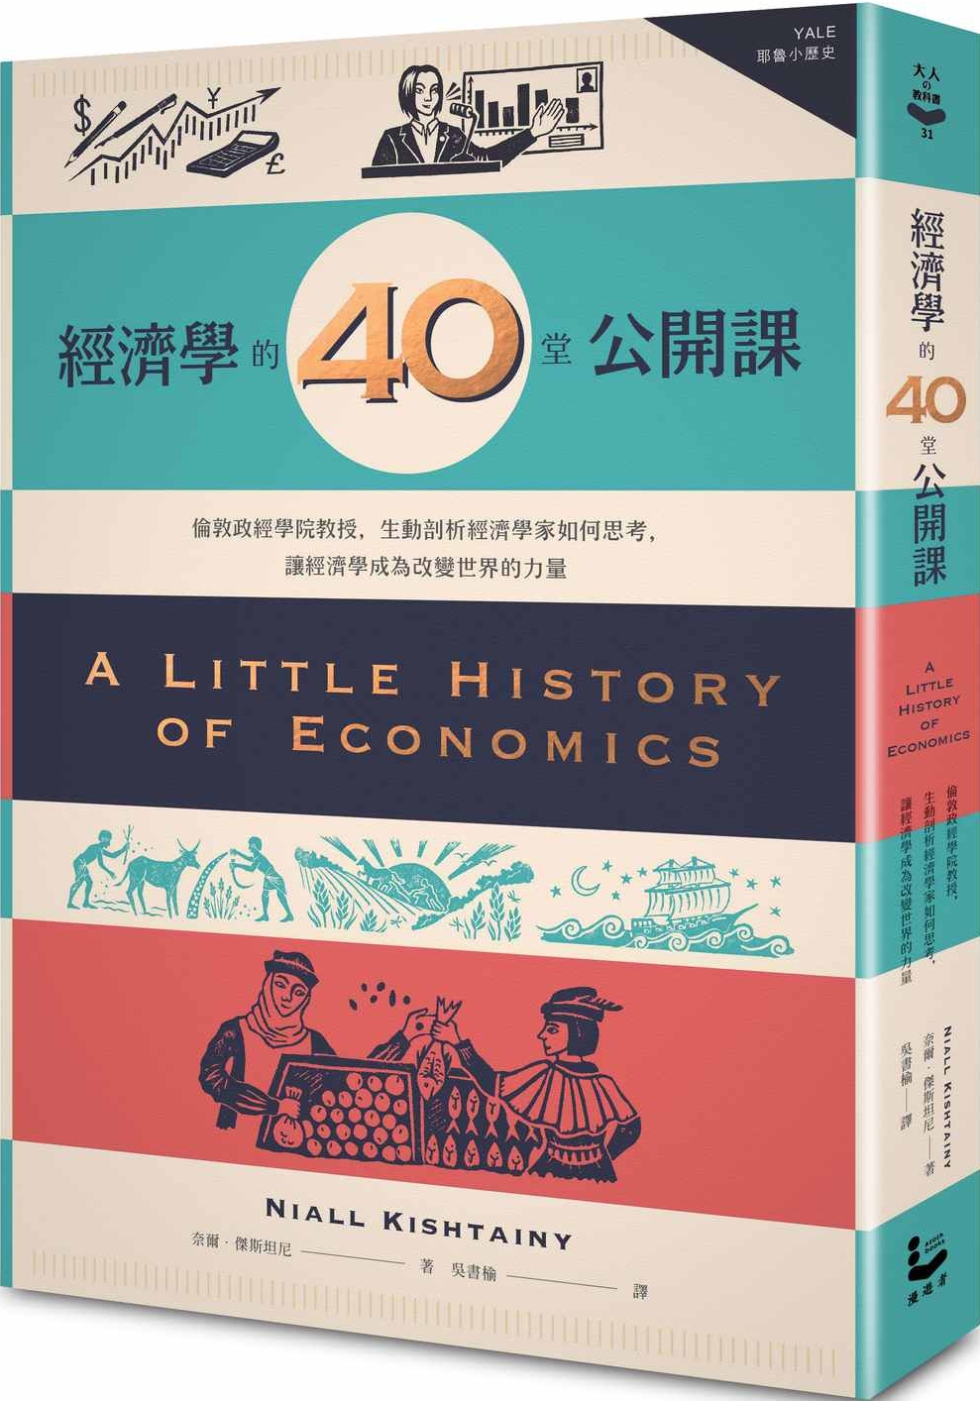 YALE
耶魯小歷史
$
¥
£
經濟學的40堂公開課
倫敦政經學院教授，生動剖析經濟學家如何思考，
讓經濟學成為改變世界的力量
A LITTLE HISTORY
OF ECONOMICS
NIALL KISHTAINY
奈爾．傑斯坦尼 著 吳書榆 譯
大人
の
教科書
31
經濟學的40堂公開課
A
LITTLE
HISTORY
OF
ECONOMICS
倫敦政經學院教授，
生動剖析經濟學家如何思考，
讓經濟學成為改變世界的力量
NIALL KISHTAINY
奈爾．傑斯坦尼 著
吳書榆 譯
AZOTH
BOOKS
漫遊者